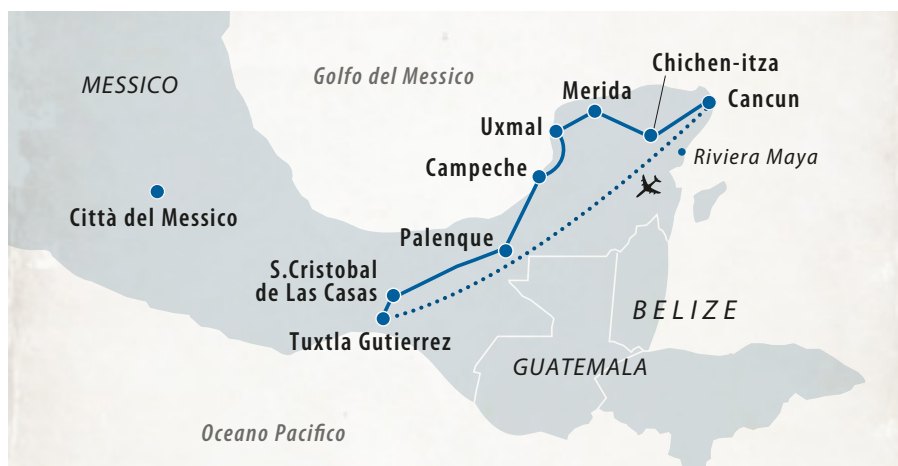 MESSICO
Golfo del Messico
Chichen-itza
Merida
Cancun
Uxmal
Riviera Maya
Campeche
Città del Messico
Palenque
S.Cristobal
de Las Casas
BELIZE
Tuxtla Gutierrez
GUATEMALA
Oceano Pacifico